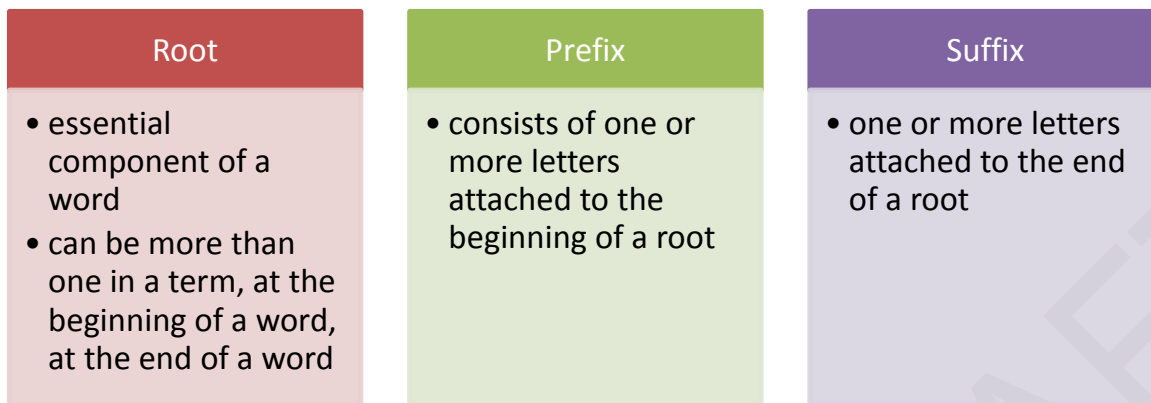 Root
• essential
component of a
word
• can be more than
one in a term, at the
beginning of a word,
at the end of a word
Prefix
• consists of one or
more letters
attached to the
beginning of a root
Suffix
• one or more letters
attached to the end
of a root